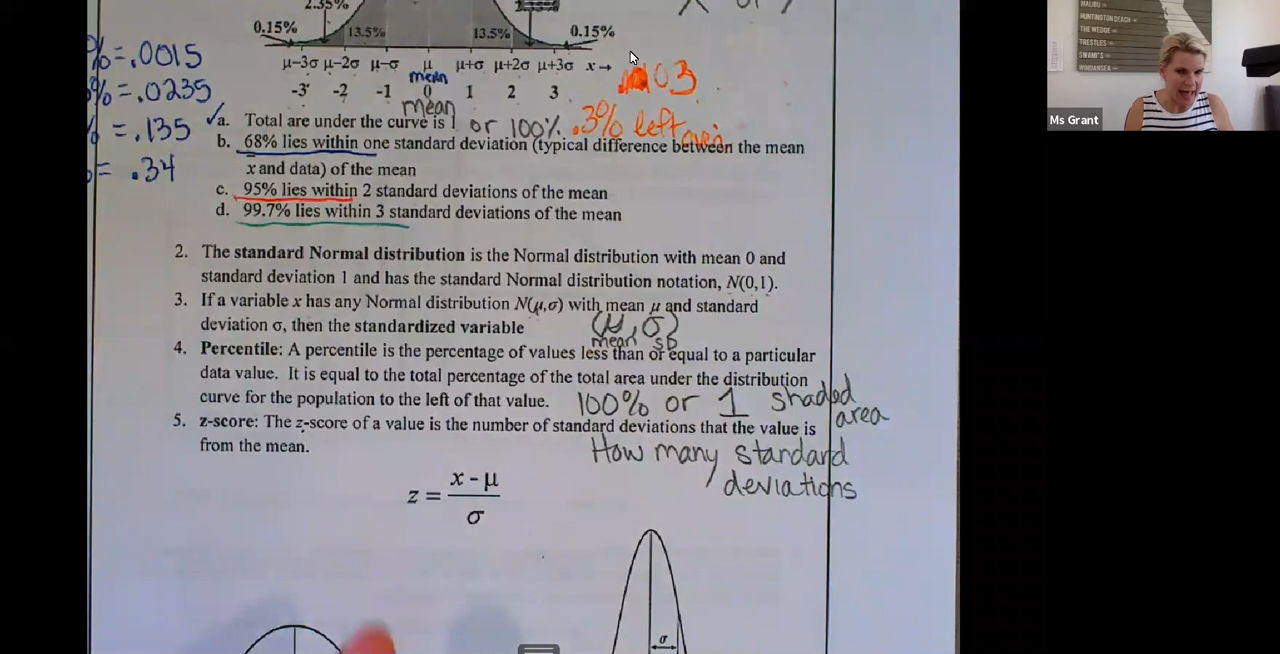 2.35%
0.15% 13.5% 13.5% 0.15%
%=.0015
μ−3σ μ−2σ μ−σ μ μ+σ μ+2σ μ+3σ x→
mean
-3 -2 -1 0 1 2 3
03
%=.0235
mean
✓a. Total are under the curve is 1 or 100% .3% left over
= .135
b. 68% lies within one standard deviation (typical difference between the mean
x̄ and data) of the mean
= .34
c. 95% lies within 2 standard deviations of the mean
d. 99.7% lies within 3 standard deviations of the mean
2. The standard Normal distribution is the Normal distribution with mean 0 and
standard deviation 1 and has the standard Normal distribution notation, N(0,1).
3. If a variable x has any Normal distribution N(μ,σ) with mean μ and standard
deviation σ, then the standardized variable
(μ,σ)
mean SD
4. Percentile: A percentile is the percentage of values less than or equal to a particular
data value. It is equal to the total percentage of the total area under the distribution
curve for the population to the left of that value.
100% or 1 shaded
area
5. z-score: The z-score of a value is the number of standard deviations that the value is
from the mean.
How many standard
deviations
z = x - μ
σ
σ
MALIBU
HUNTINGTON BEACH
THE WEDGE
TRESTLES
SWAMI'S
WINDANSEA
Ms Grant